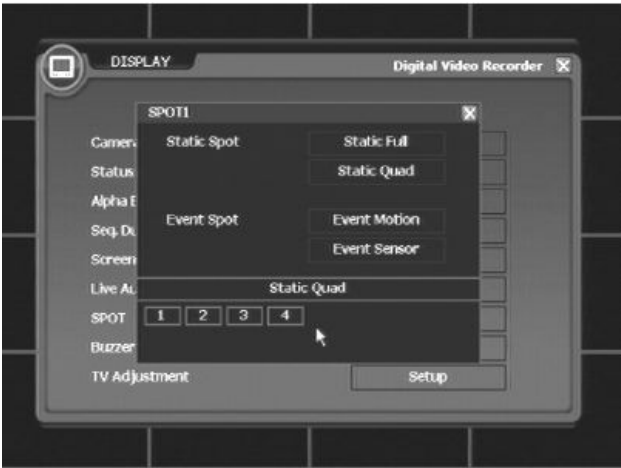 DISPLAY
Digital Video Recorder X
SPOT1 X
Static Spot Static Full
Static Quad
Event Spot Event Motion
Event Sensor
Static Quad
1 2 3 4
Status
SPOT
Buzzer
TV Adjustment Setup